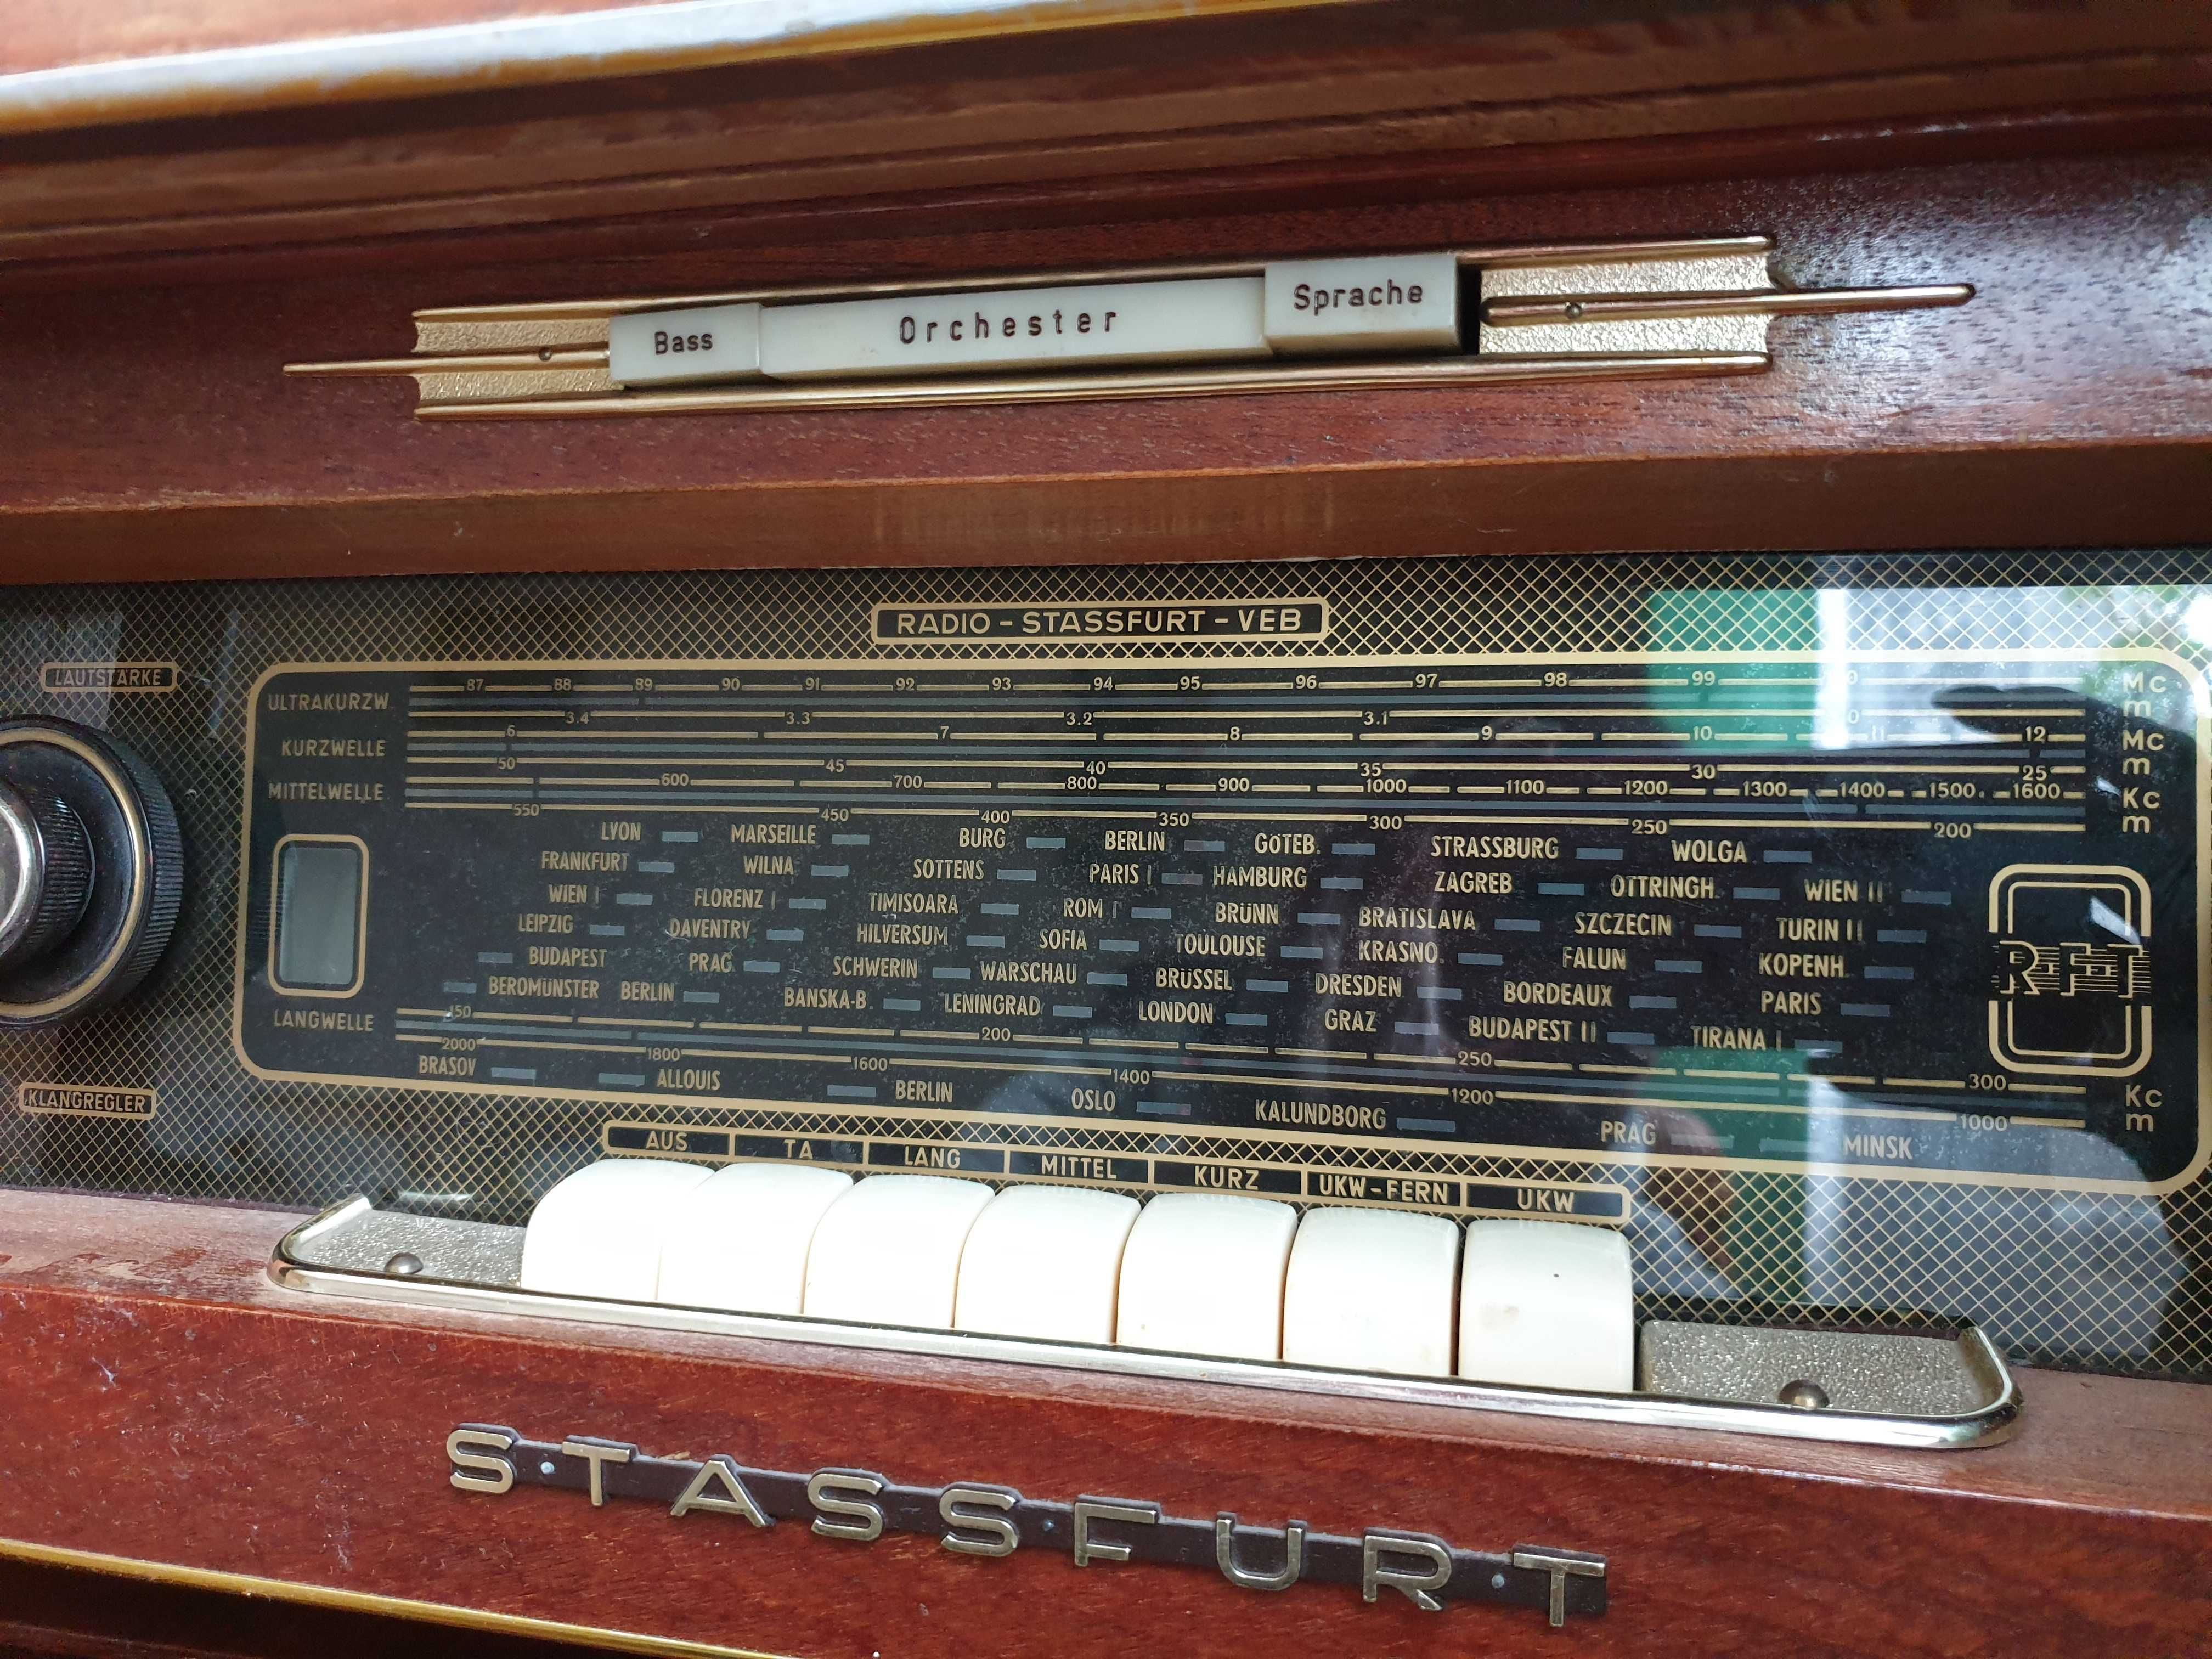 Bass Orchester Sprache
RADIO - STASSFURT - VEB
LAUTSTÄRKE
ULTRAKURZW. 87 88 89 90 91 92 93 94 95 96 97 98 99 Mc
3.4 3.3 3.2 3.1 m
KURZWELLE 6 7 8 9 10 11 12 Mc
50 45 40 35 30 25 m
MITTELWELLE 600 700 800 900 1000 1100 1200 1300 1400 1500 1600 Kc
550 450 400 350 300 250 200 m
LYON MARSEILLE BURG BERLIN GÖTEB. STRASSBURG WOLGA
FRANKFURT WILNA SOTTENS PARIS I HAMBURG ZAGREB OTTRINGH. WIEN II
WIEN I FLORENZ I TIMISOARA ROM I BRÜNN BRATISLAVA SZCZECIN TURIN II
LEIPZIG DAVENTRY HILVERSUM SOFIA TOULOUSE KRASNO. FALUN KOPENH.
BUDAPEST PRAG SCHWERIN WARSCHAU BRÜSSEL DRESDEN BORDEAUX PARIS
BEROMÜNSTER BERLIN BANSKA-B. LENINGRAD LONDON GRAZ BUDAPEST II TIRANA I
R-F-T
LANGWELLE 150 200 250 300 Kc
2000 1800 1600 1400 1200 1000 m
BRASOV ALLOUIS BERLIN OSLO KALUNDBORG PRAG MINSK
KLANGREGLER
AUS TA LANG MITTEL KURZ UKW-FERN UKW
STASSFURT